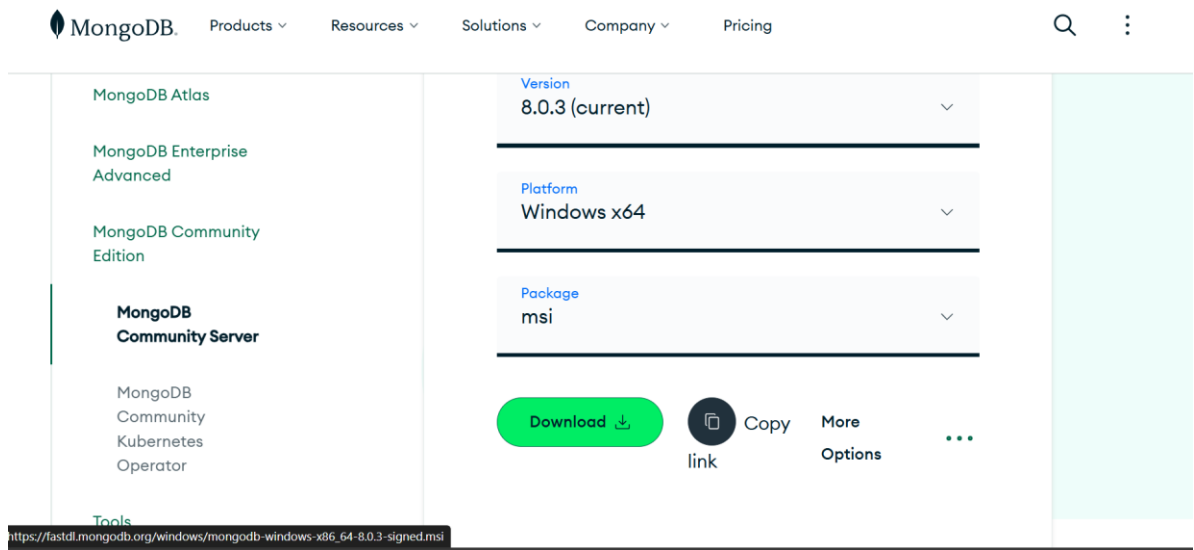 MongoDB. Products Resources Solutions Company Pricing
MongoDB Atlas
MongoDB Enterprise
Advanced
MongoDB Community
Edition
MongoDB
Community Server
MongoDB
Community
Kubernetes
Operator
Tools
Version
8.0.3 (current)
Platform
Windows x64
Package
msi
Download Copy
link
More
Options
https://fastdl.mongodb.org/windows/mongodb-windows-x86_64-8.0.3-signed.msi